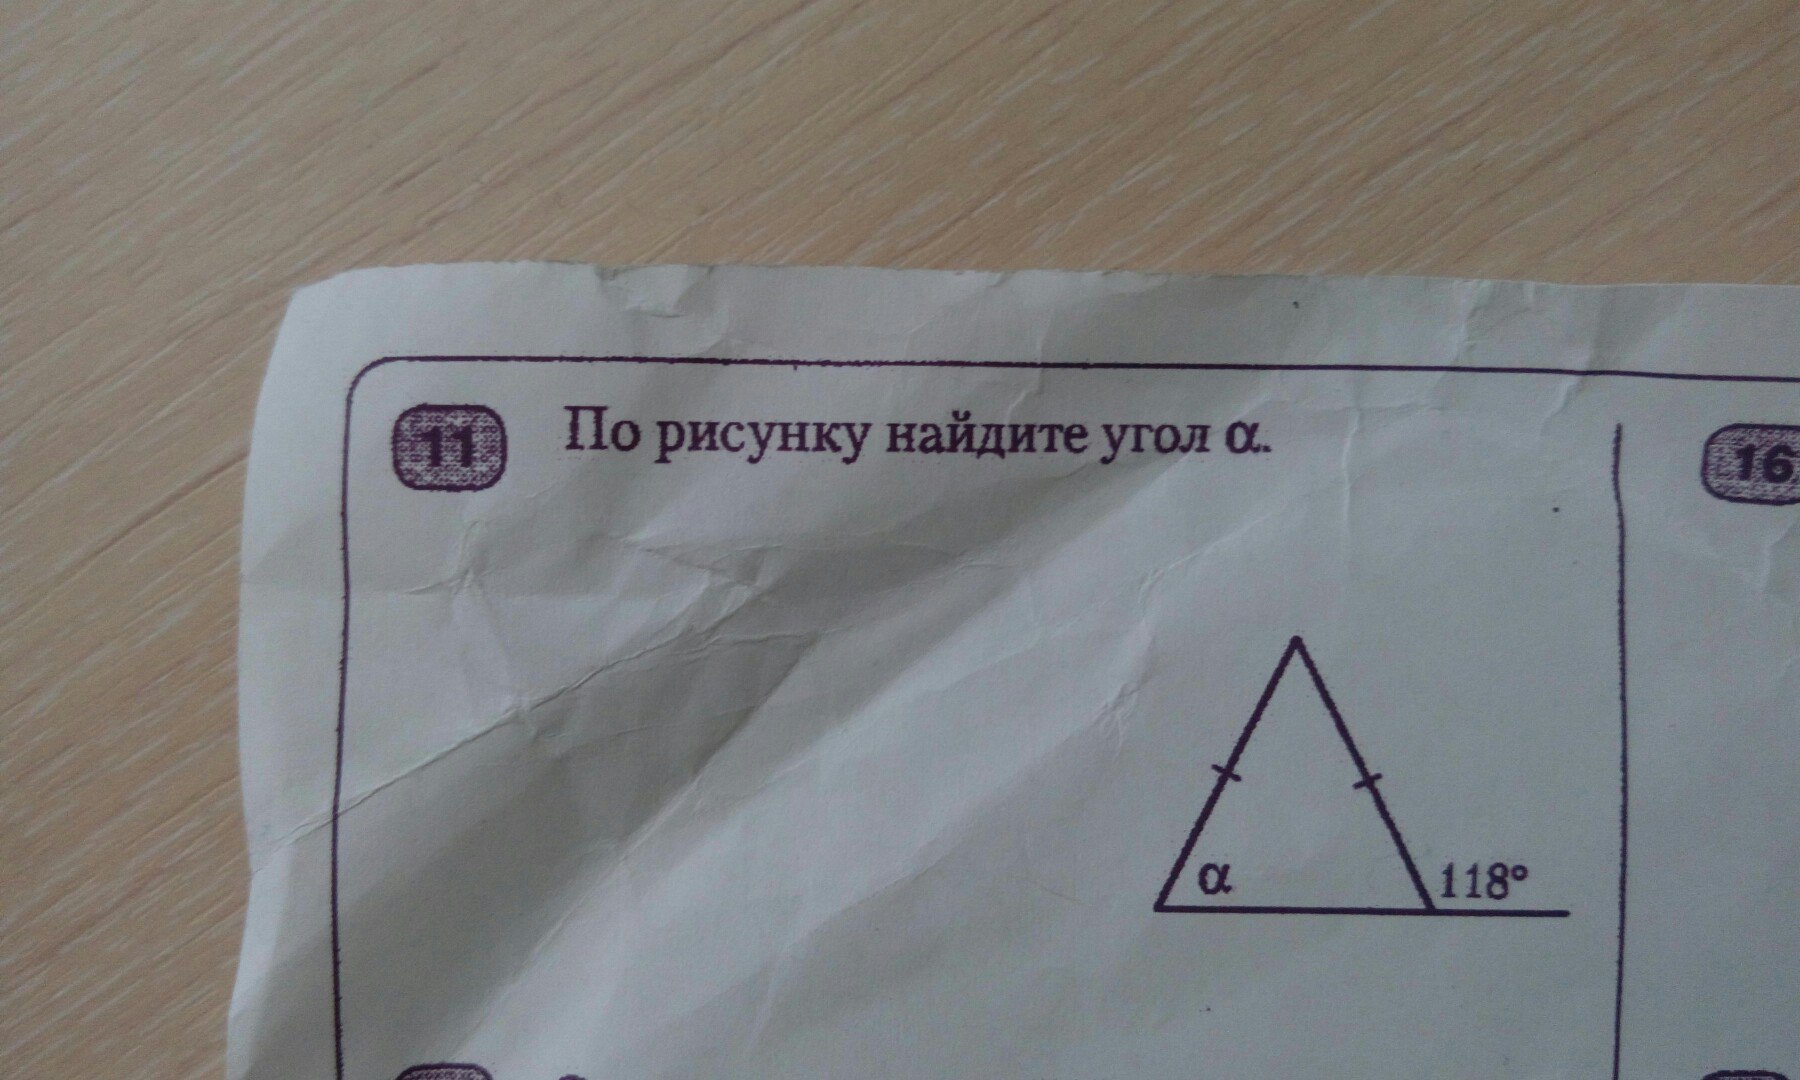 11 По рисунку найдите угол α.
16
α
118°